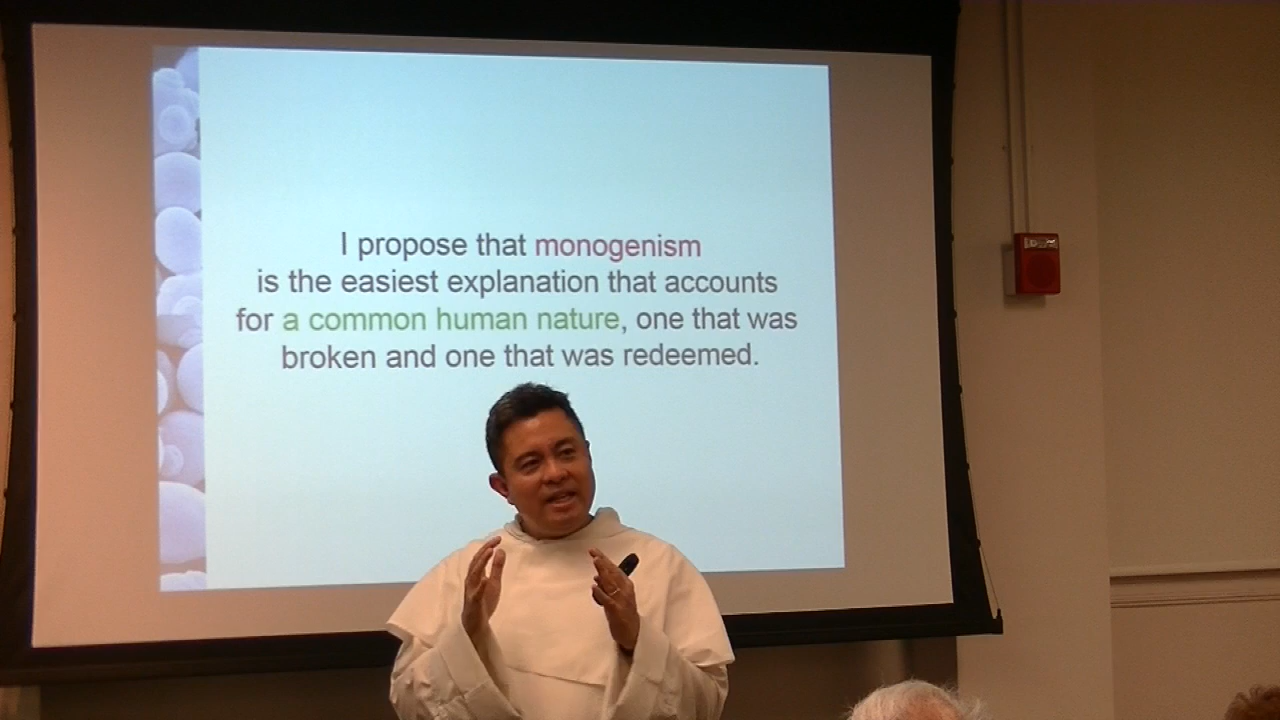 I propose that monogenism
is the easiest explanation that accounts
for a common human nature, one that was
broken and one that was redeemed.